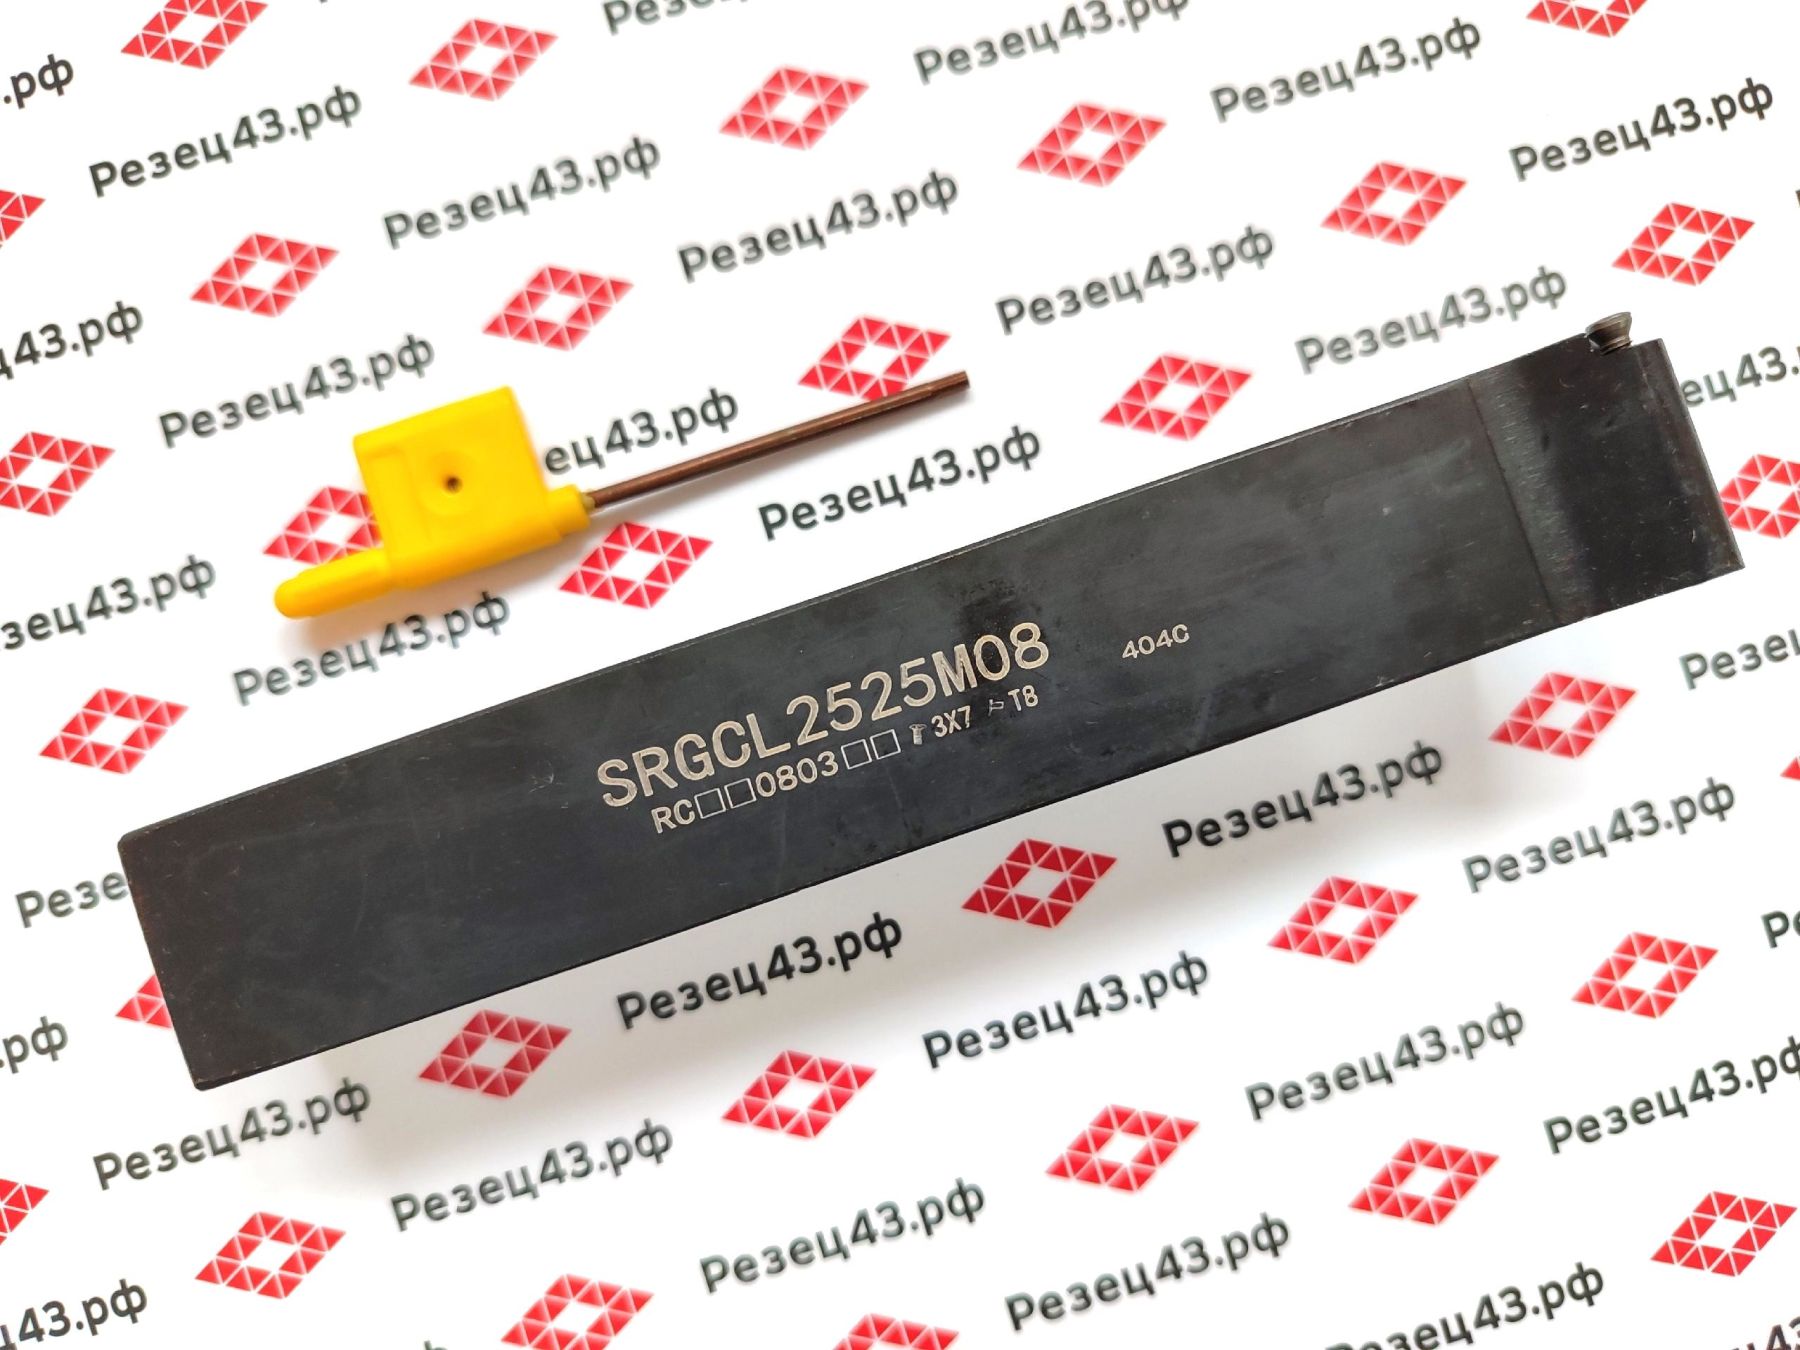 SRGCL2525M08
RC□□0803□□ 3X7 T8
404C
Резец43.рф